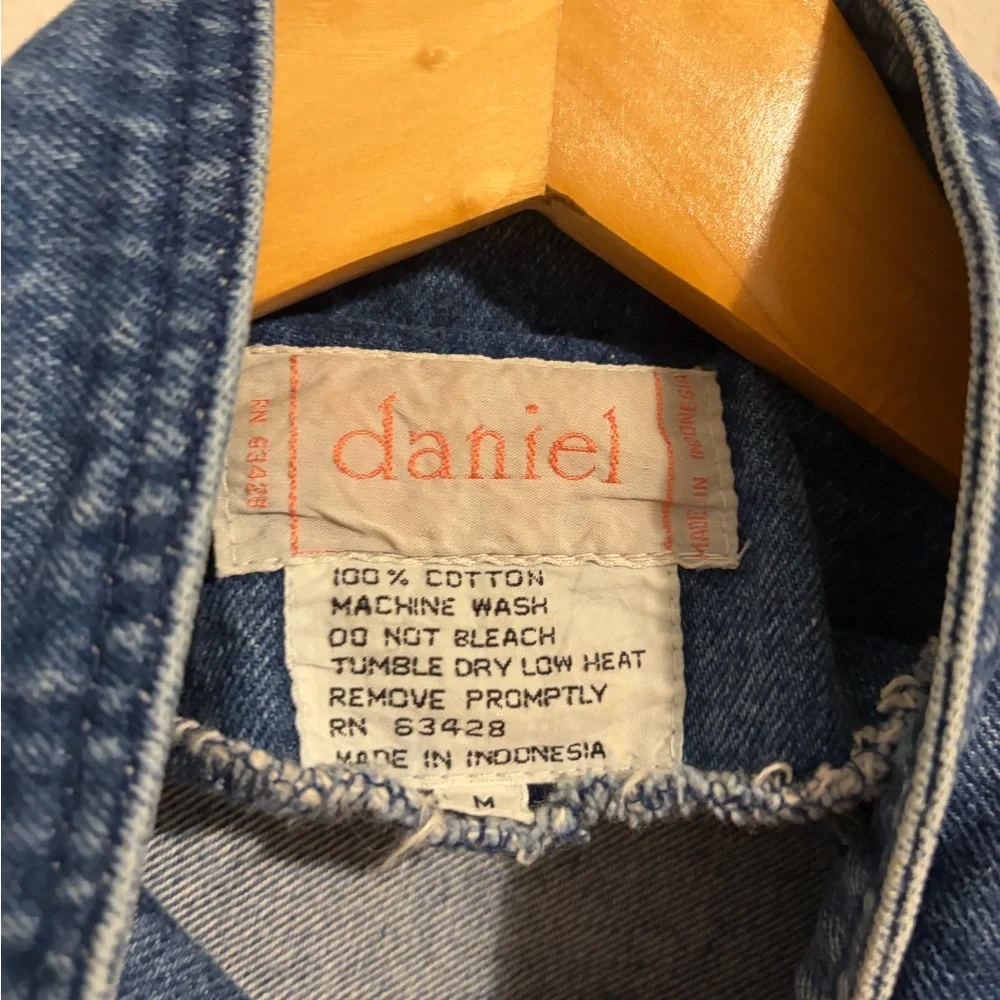 RN 63428
daniel
MADE IN INDONESIA
100% COTTON
MACHINE WASH
DO NOT BLEACH
TUMBLE DRY LOW HEAT
REMOVE PROMPTLY
RN 63428
MADE IN INDONESIA
M